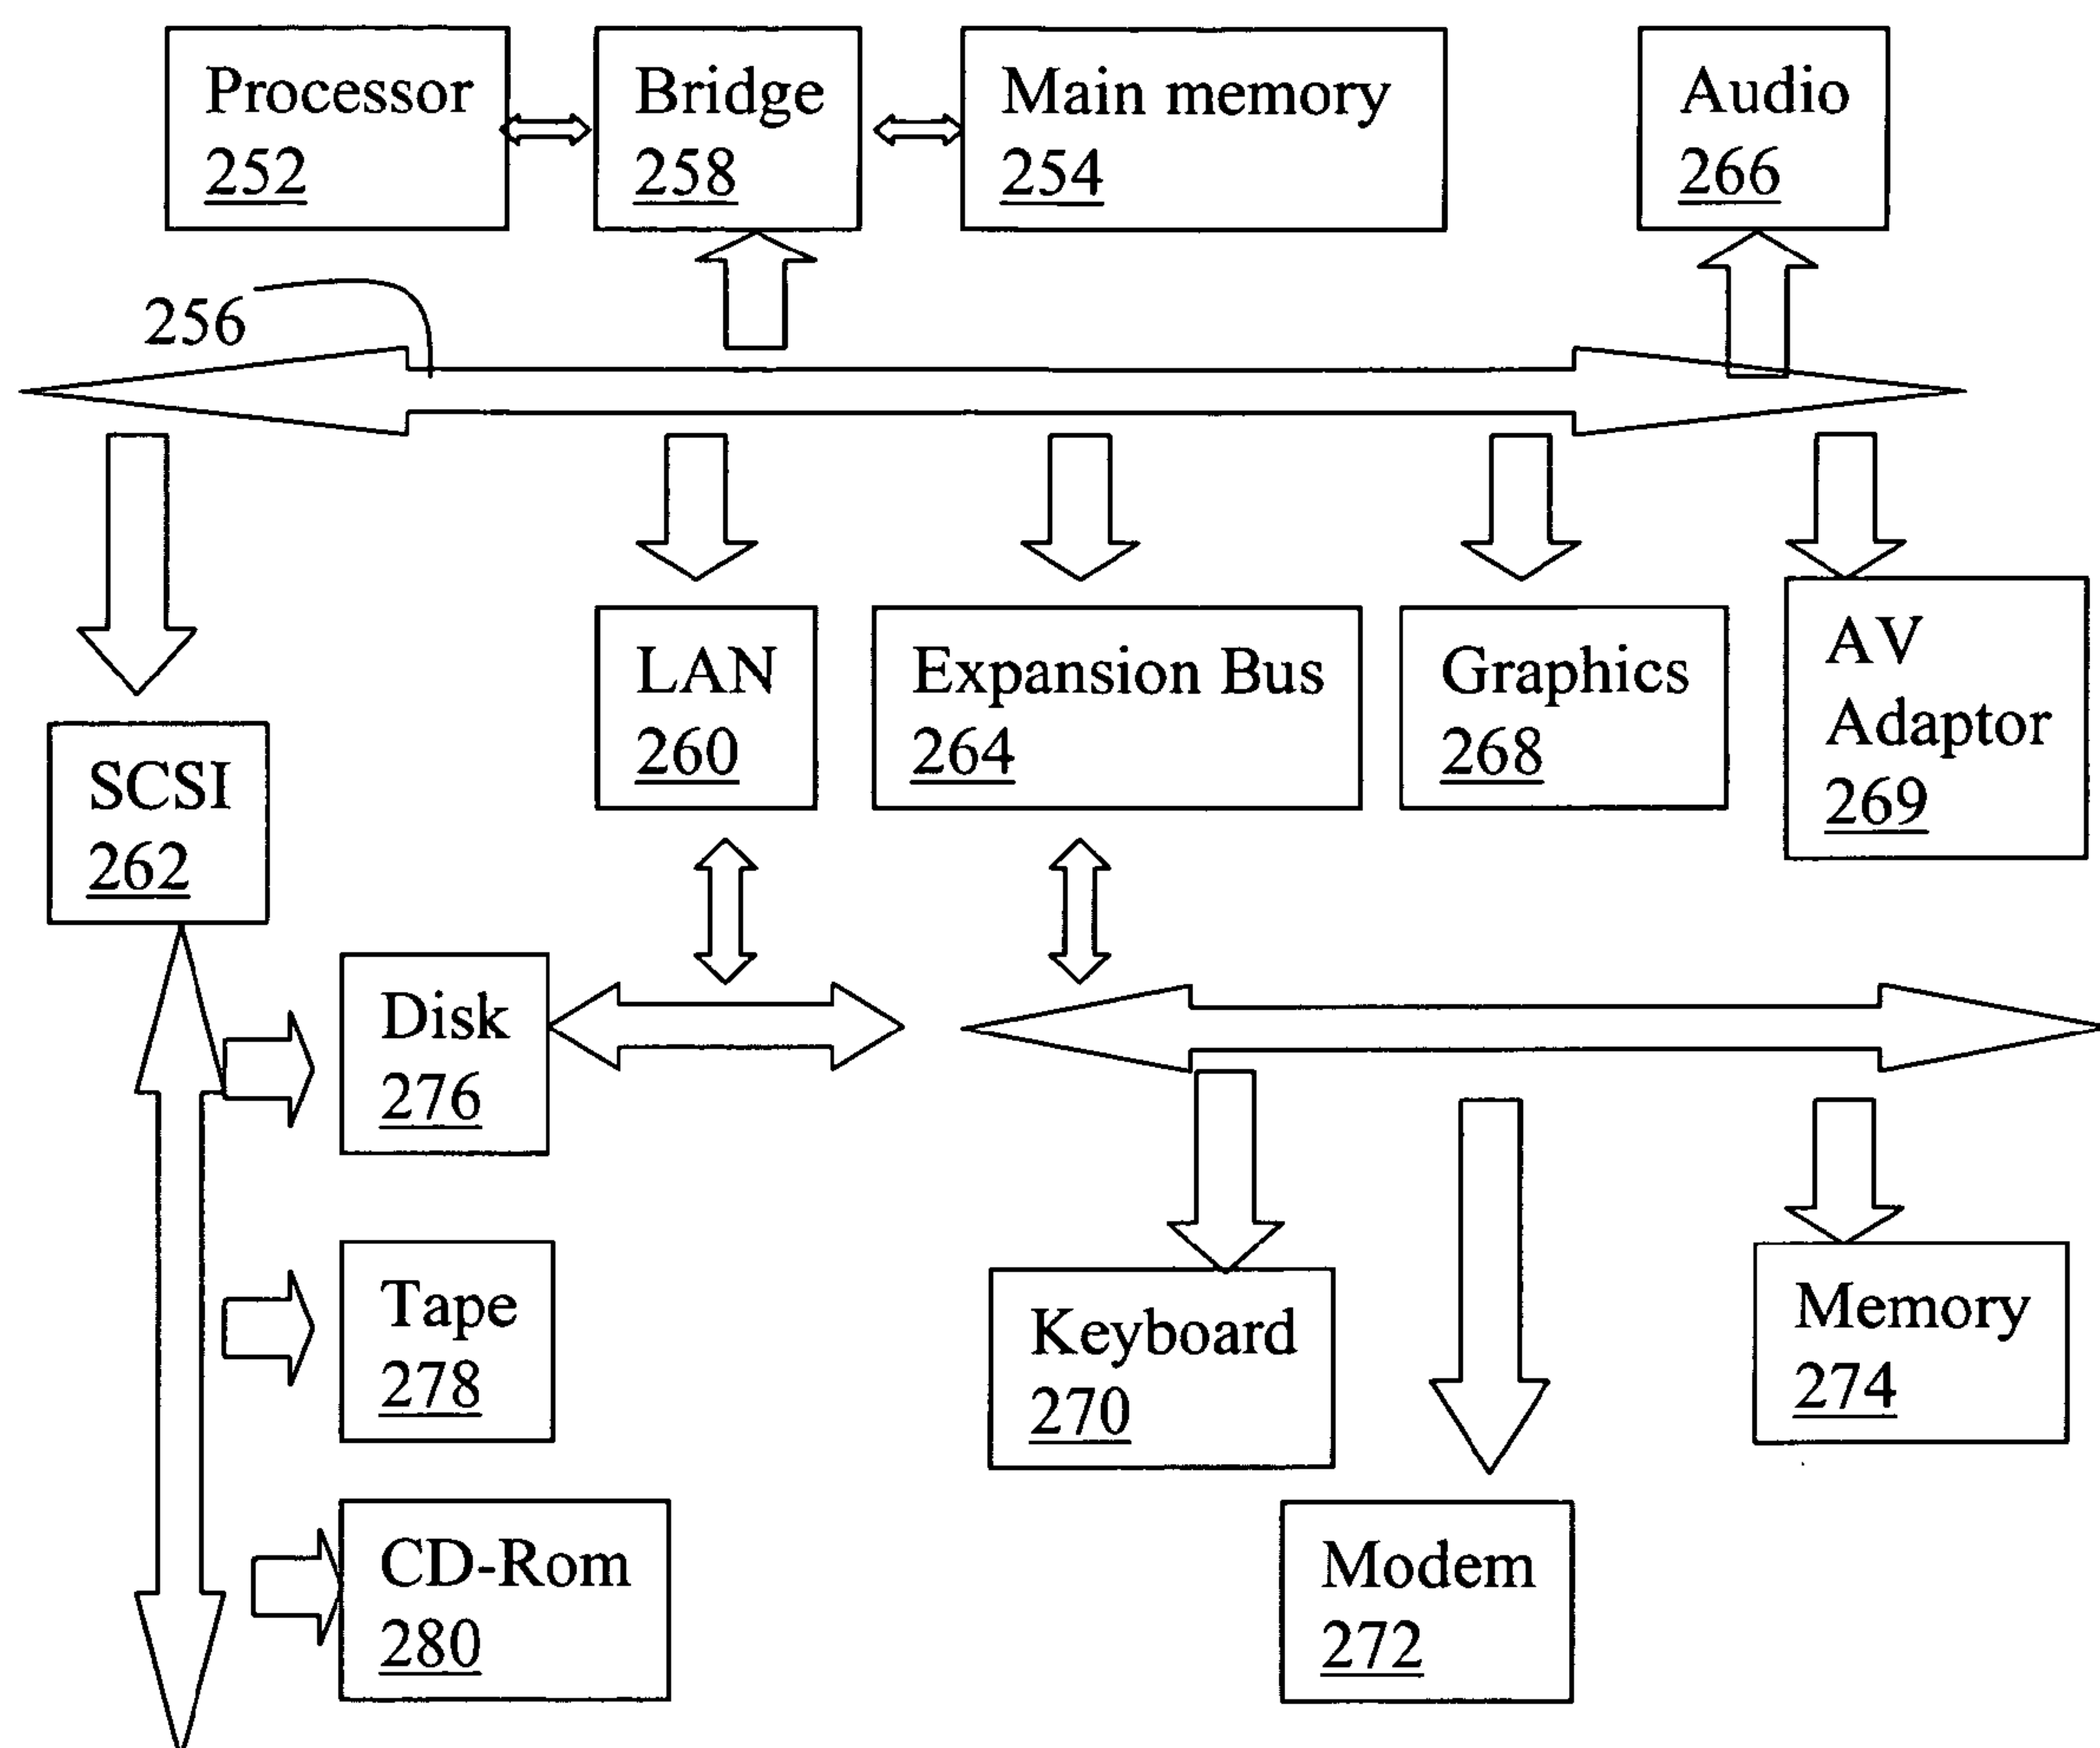 Processor
252
Bridge
258
Main memory
254
Audio
266
256
LAN
260
Expansion Bus
264
Graphics
268
AV
Adaptor
269
SCSI
262
Disk
276
Tape
278
Keyboard
270
Memory
274
CD-Rom
280
Modem
272